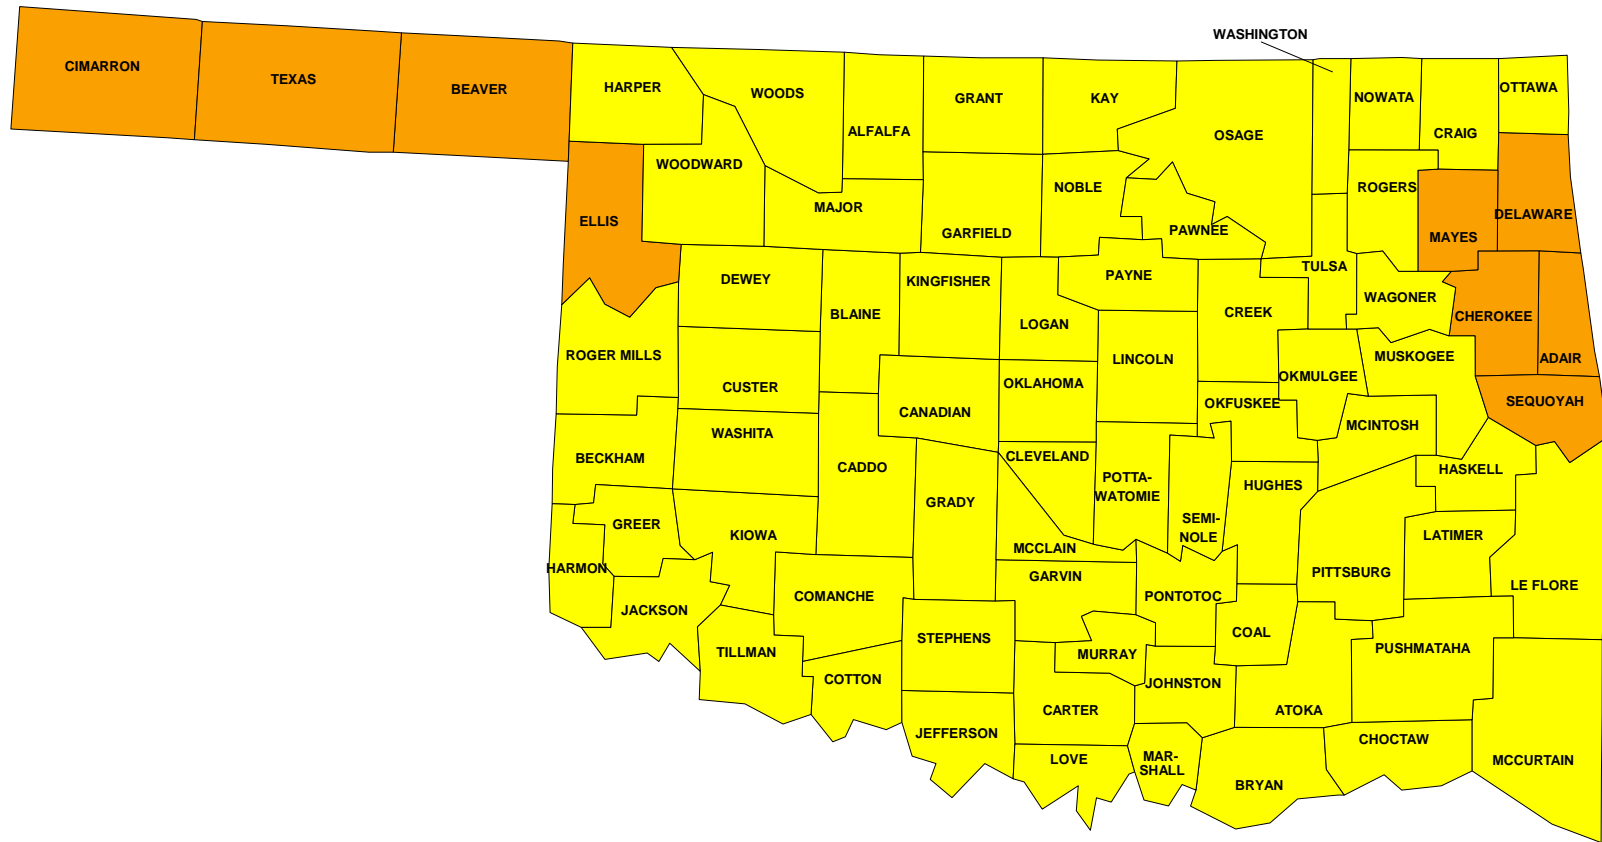 WASHINGTON
CIMARRON
TEXAS
BEAVER
HARPER
WOODS
ALFALFA
GRANT
KAY
OSAGE
NOWATA
CRAIG
OTTAWA
WOODWARD
MAJOR
GARFIELD
NOBLE
PAWNEE
ROGERS
MAYES
DELAWARE
ELLIS
DEWEY
BLAINE
KINGFISHER
LOGAN
PAYNE
CREEK
TULSA
WAGONER
CHEROKEE
ADAIR
ROGER MILLS
CUSTER
CANADIAN
OKLAHOMA
LINCOLN
OKFUSKEE
OKMULGEE
MUSKOGEE
MCINTOSH
SEQUOYAH
BECKHAM
WASHITA
CADDO
GRADY
CLEVELAND
POTTA-
WATOMIE
SEMI-
NOLE
HUGHES
HASKELL
HARMON
GREER
KIOWA
COMANCHE
MCCLAIN
GARVIN
PONTOTOC
PITTSBURG
LATIMER
LE FLORE
JACKSON
TILLMAN
COTTON
STEPHENS
MURRAY
JOHNSTON
COAL
ATOKA
PUSHMATAHA
JEFFERSON
CARTER
LOVE
MAR-
SHALL
BRYAN
CHOCTAW
MCCURTAIN